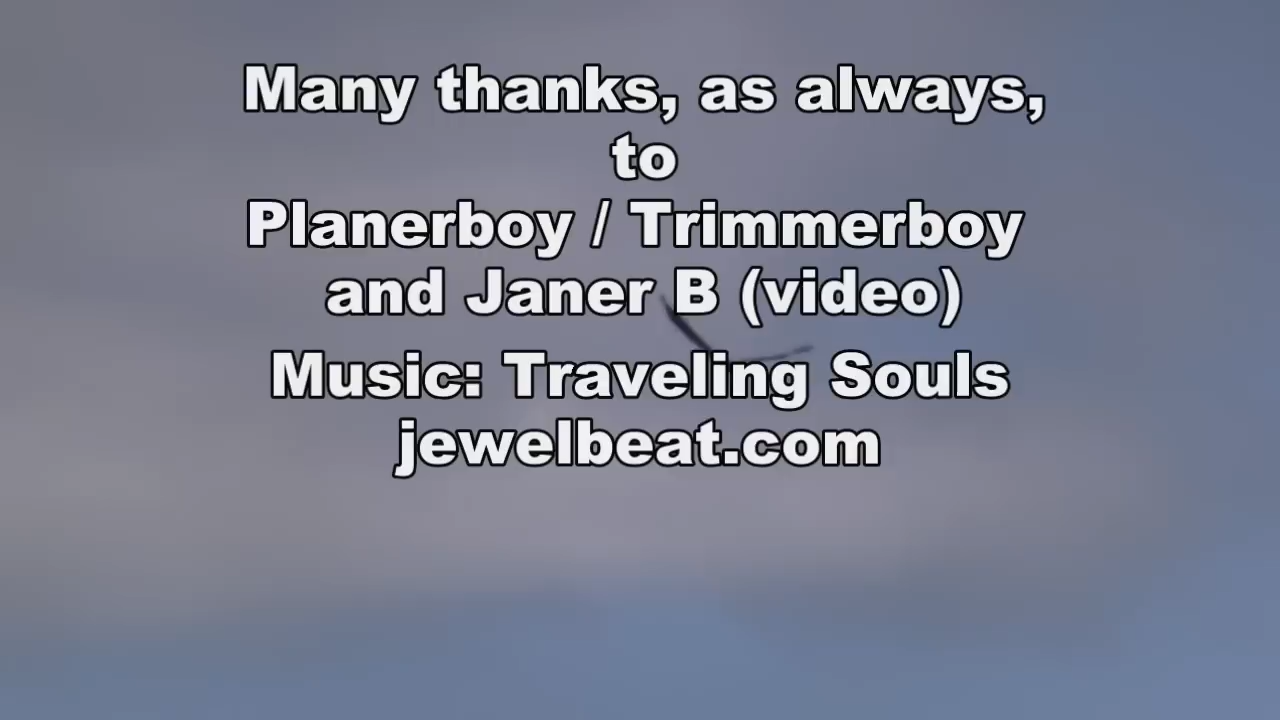 Many thanks, as always,
to
Planerboy / Trimmerboy
and Janer B (video)
Music: Traveling Souls
jewelbeat.com